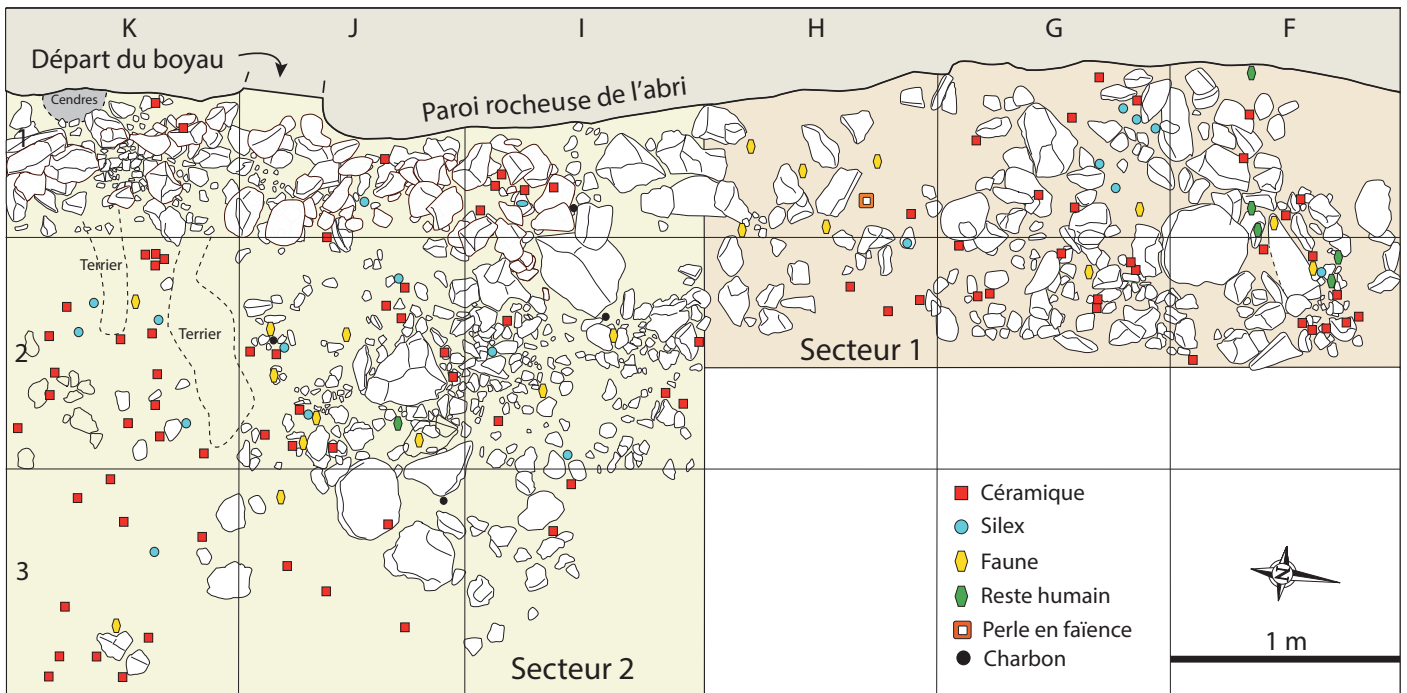 K J I H G F
Départ du boyau
Cendres
Paroi rocheuse de l'abri
1
Terrier
Terrier
2
Secteur 1
Céramique
Silex
Faune
3
N
Reste humain
Perle en faïence
Charbon
1 m
Secteur 2